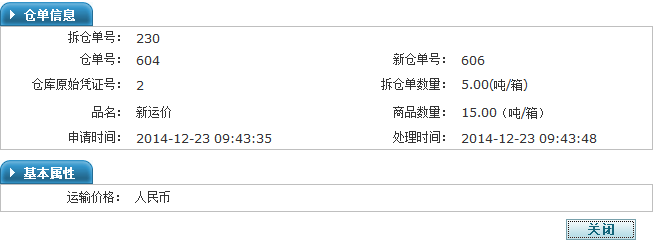 仓单信息
拆仓单号： 230
仓单号： 604 新仓单号： 606
仓库原始凭证号： 2 拆仓单数量： 5.00(吨/箱)
品名： 新运价 商品数量： 15.00（吨/箱）
申请时间： 2014-12-23 09:43:35 处理时间： 2014-12-23 09:43:48
基本属性
运输价格： 人民币
关闭